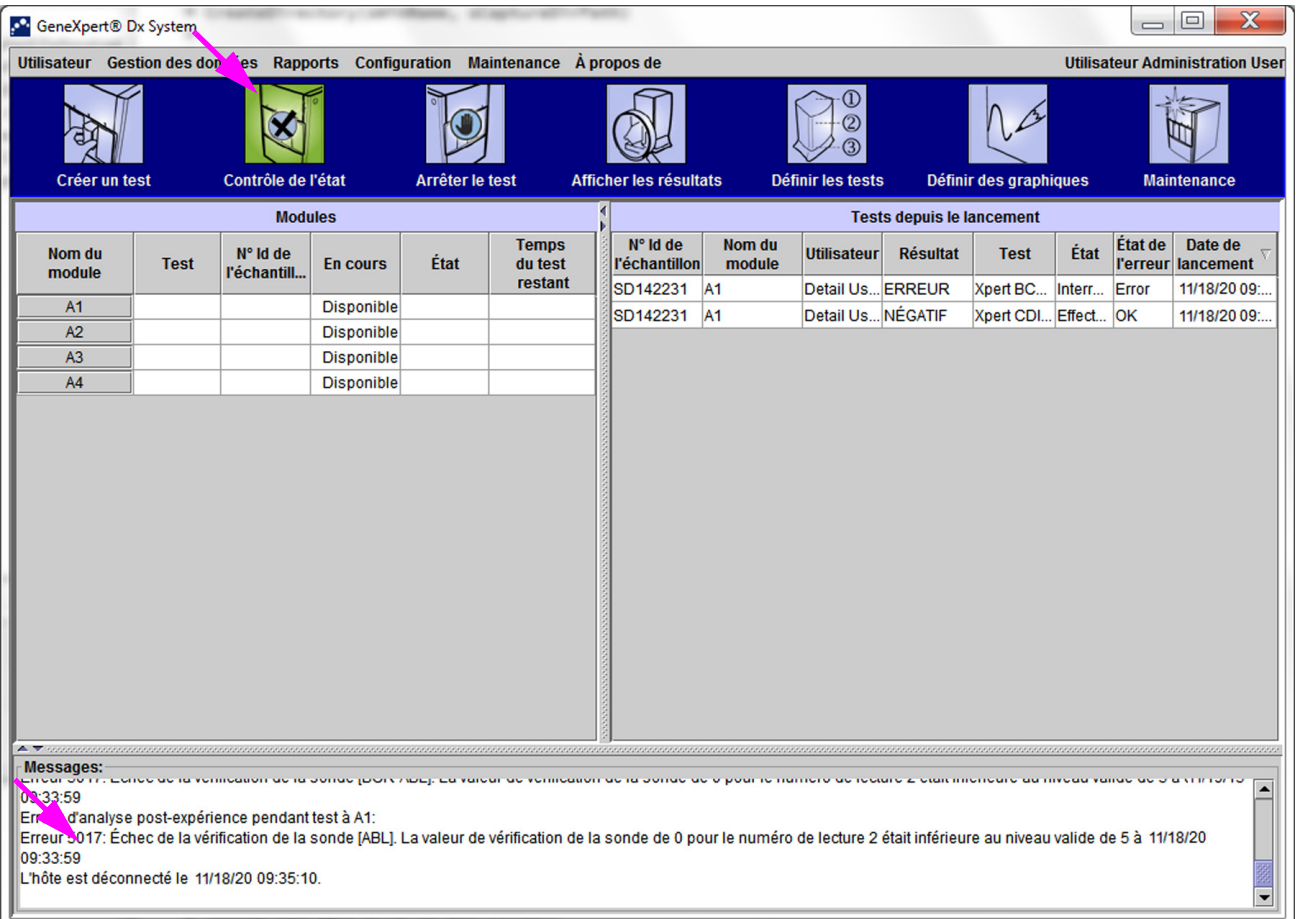 GeneXpert® Dx System
Utilisateur Gestion des données Rapports Configuration Maintenance À propos de Utilisateur Administration User
Créer un test Contrôle de l'état Arrêter le test Afficher les résultats Définir les tests Définir des graphiques Maintenance
Modules
Nom du module Test N° Id de l'échantill... En cours État Temps du test restant
A1 Disponible
A2 Disponible
A3 Disponible
A4 Disponible
Tests depuis le lancement
N° Id de l'échantillon Nom du module Utilisateur Résultat Test État État de l'erreur Date de lancement
SD142231 A1 Detail Us... ERREUR Xpert BC... Interr... Error 11/18/20 09:...
SD142231 A1 Detail Us... NÉGATIF Xpert CDI... Effect... OK 11/18/20 09:...
Messages:
09:33:59
d'analyse post-expérience pendant test à A1:
Erreur 5017: Échec de la vérification de la sonde [ABL]. La valeur de vérification de la sonde de 0 pour le numéro de lecture 2 était inférieure au niveau valide de 5 à 11/18/20
09:33:59
L'hôte est déconnecté le 11/18/20 09:35:10.